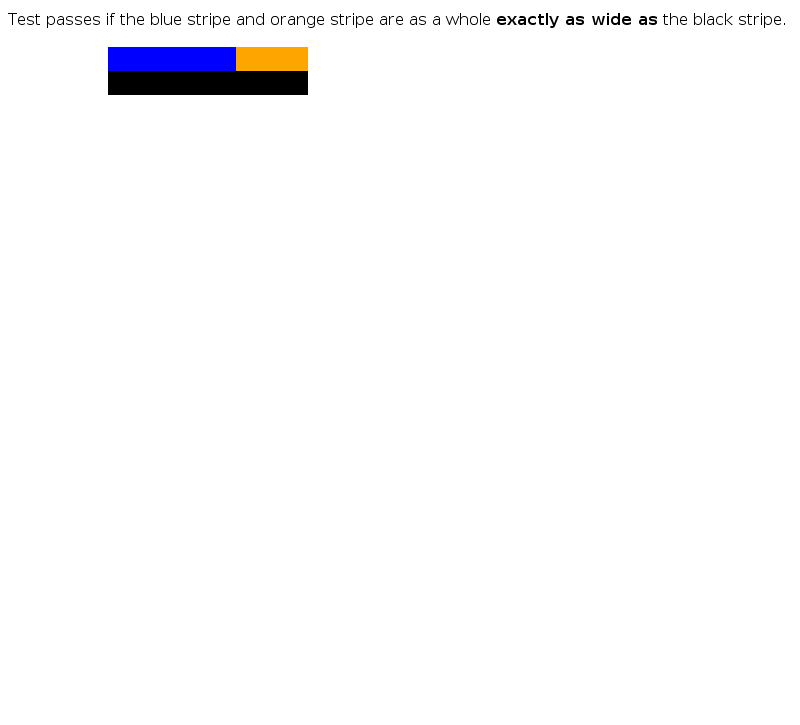 Test passes if the blue stripe and orange stripe are as a whole exactly as wide as the black stripe.